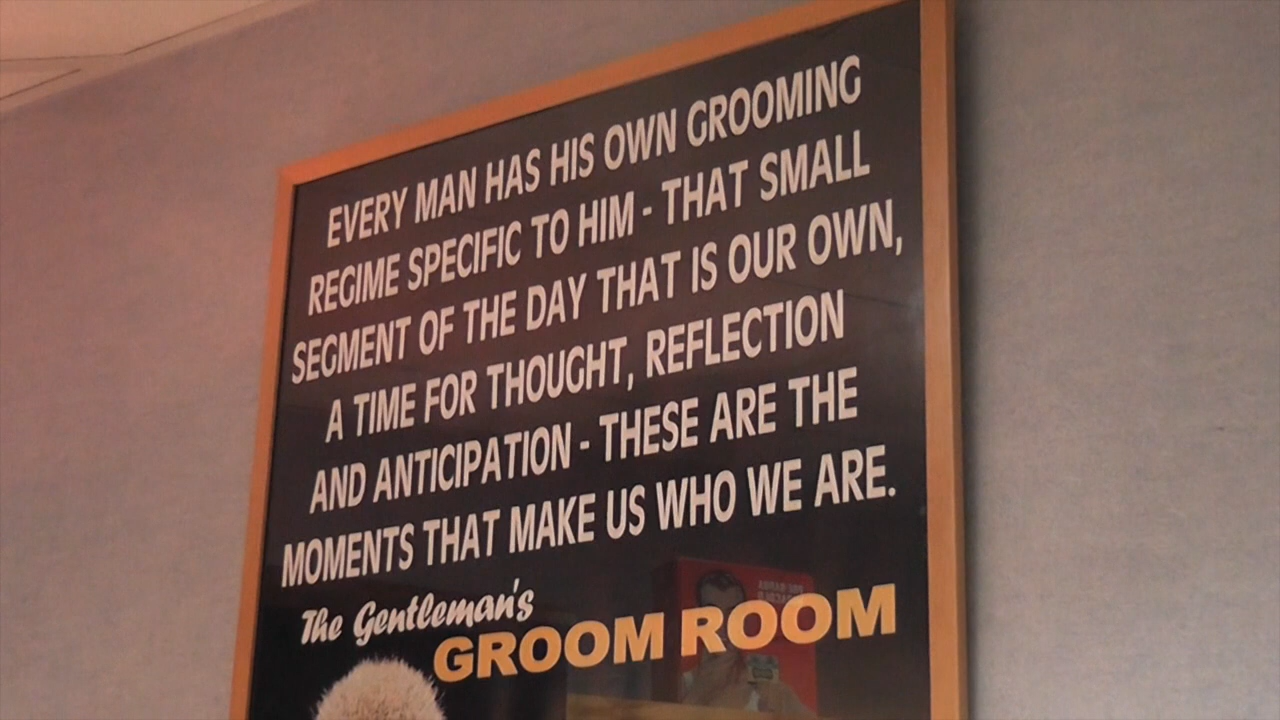 EVERY MAN HAS HIS OWN GROOMING
REGIME SPECIFIC TO HIM - THAT SMALL
SEGMENT OF THE DAY THAT IS OUR OWN,
A TIME FOR THOUGHT, REFLECTION
AND ANTICIPATION - THESE ARE THE
MOMENTS THAT MAKE US WHO WE ARE.
The Gentleman's
GROOM ROOM